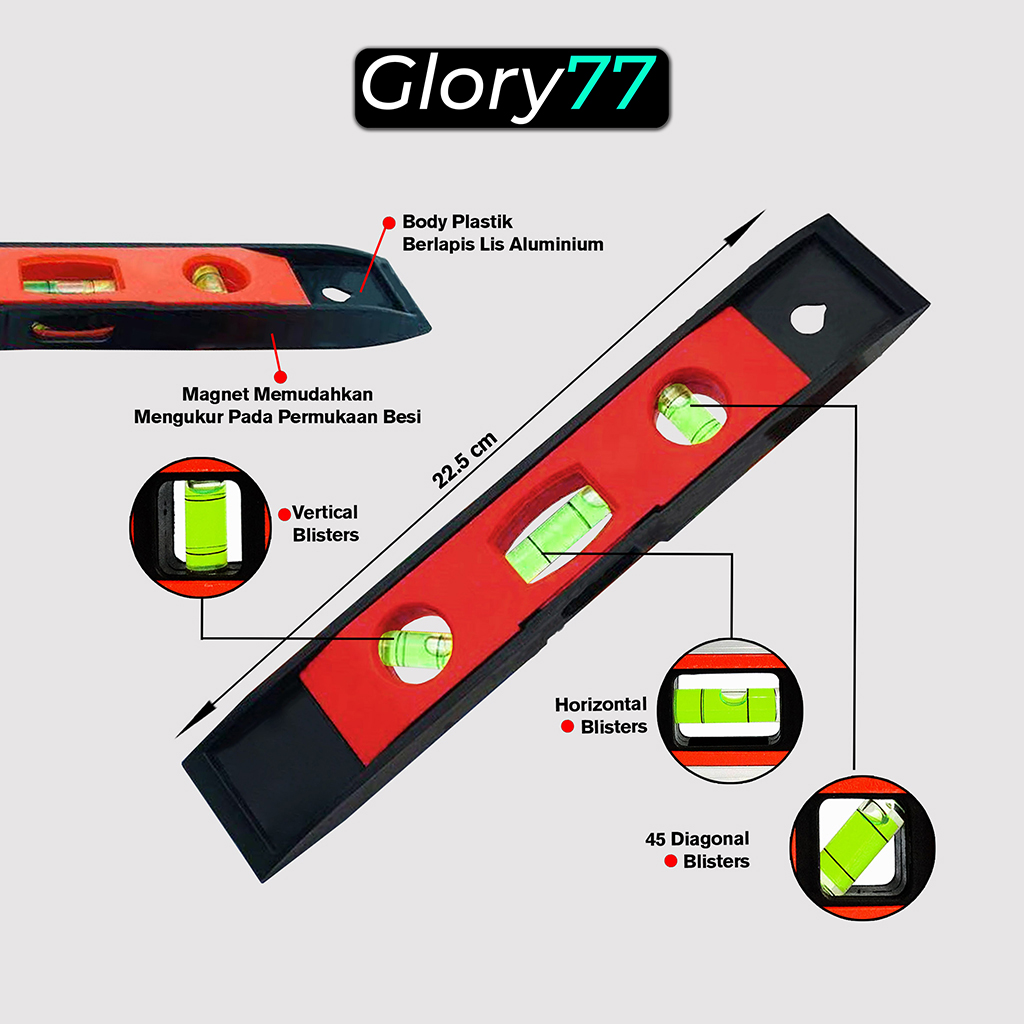 Glory77
Body Plastik
Berlapis Lis Aluminium
Magnet Memudahkan
Mengukur Pada Permukaan Besi
22.5 cm
Vertical
Blisters
Horizontal
Blisters
45 Diagonal
Blisters